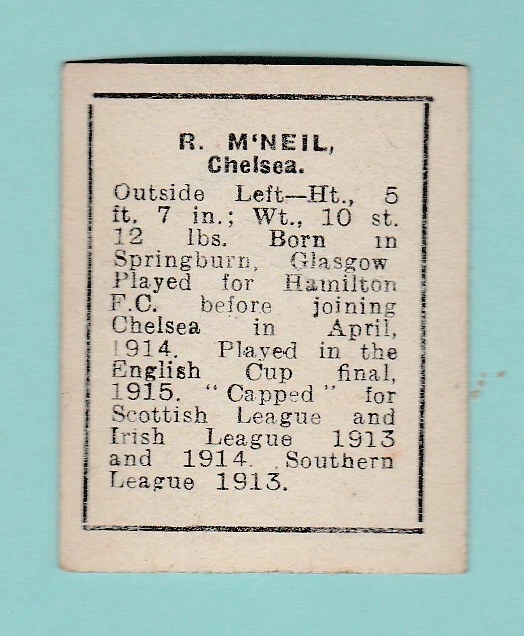 R. M'NEIL,
Chelsea.
Outside Left—Ht., 5
ft. 7 in.; Wt., 10 st.
12 lbs. Born in
Springburn, Glasgow
Played for Hamilton
F.C. before joining
Chelsea in April,
1914. Played in the
English Cup final,
1915. "Capped" for
Scottish League and
Irish League 1913
and 1914. Southern
League 1913.